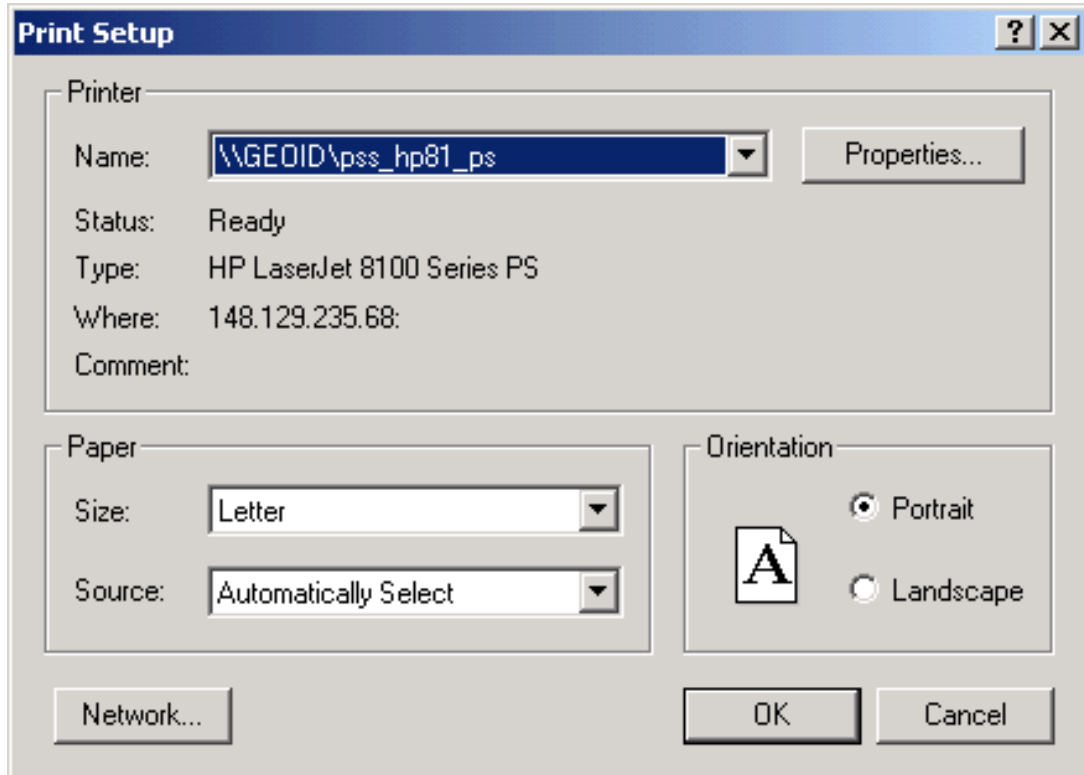 Print Setup
Printer
Name: \\GEOID\pss_hp81_ps Properties...
Status: Ready
Type: HP LaserJet 8100 Series PS
Where: 148.129.235.68:
Comment:
Paper
Size: Letter
Source: Automatically Select
Orientation
A
Portrait
Landscape
Network... OK Cancel